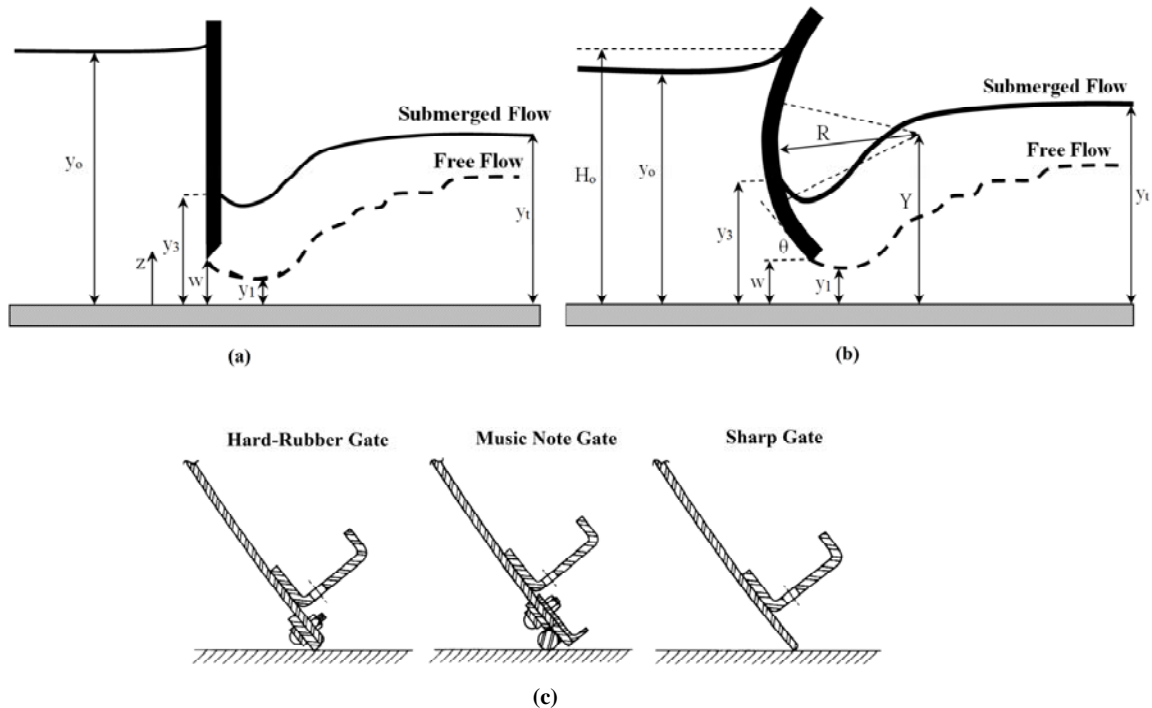 Submerged Flow
Free Flow
yo
y3
z
w
y1
yt
(a)
Submerged Flow
Free Flow
Ho
yo
R
Y
y3
θ
w
y1
yt
(b)
Hard-Rubber Gate
Music Note Gate
Sharp Gate
(c)